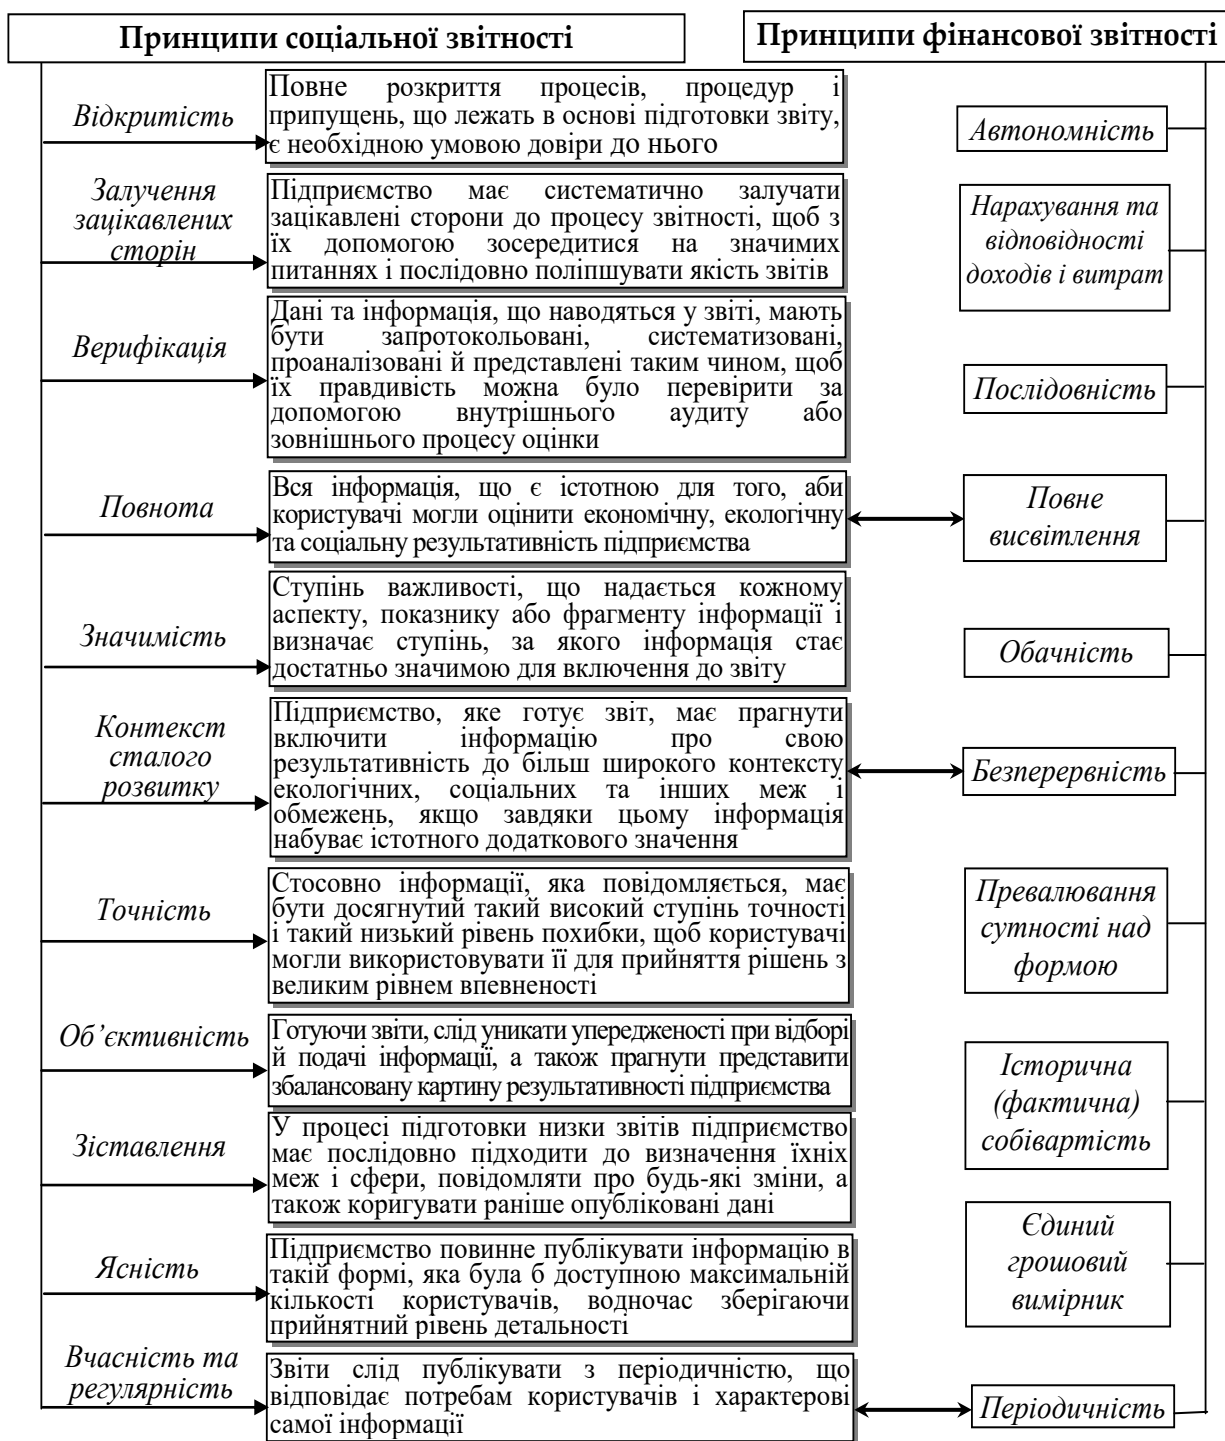 Принципи соціальної звітності
Принципи фінансової звітності
Відкритість
Повне розкриття процесів, процедур і
припущень, що лежать в основі підготовки звіту,
є необхідною умовою довіри до нього
Автономність
Залучення
зацікавлених
сторін
Підприємство має систематично залучати
зацікавлені сторони до процесу звітності, щоб з
їх допомогою зосередитися на значимих
питаннях і послідовно поліпшувати якість звітів
Нарахування та
відповідності
доходів і витрат
Верифікація
Дані та інформація, що наводяться у звіті, мають
бути запротокольовані, систематизовані,
проаналізовані й представлені таким чином, щоб
їх правдивість можна було перевірити за
допомогою внутрішнього аудиту або
зовнішнього процесу оцінки
Послідовність
Повнота
Вся інформація, що є істотною для того, аби
користувачі могли оцінити економічну, екологічну
та соціальну результативність підприємства
Повне
висвітлення
Значимість
Ступінь важливості, що надається кожному
аспекту, показнику або фрагменту інформації і
визначає ступінь, за якого інформація стає
достатньо значимою для включення до звіту
Обачність
Контекст
сталого
розвитку
Підприємство, яке готує звіт, має прагнути
включити інформацію про свою
результативність до більш широкого контексту
екологічних, соціальних та інших меж і
обмежень, якщо завдяки цьому інформація
набуває істотного додаткового значення
Безперервність
Точність
Стосовно інформації, яка повідомляється, має
бути досягнутий такий високий ступінь точності
і такий низький рівень похибки, щоб користувачі
могли використовувати її для прийняття рішень з
великим рівнем впевненості
Превалювання
сутності над
формою
Об’єктивність
Готуючи звіти, слід уникати упередженості при відборі
й подачі інформації, а також прагнути представити
збалансовану картину результативності підприємства
Історична
(фактична)
собівартість
Зіставлення
У процесі підготовки низки звітів підприємство
має послідовно підходити до визначення їхніх
меж і сфери, повідомляти про будь-які зміни, а
також коригувати раніше опубліковані дані
Ясність
Підприємство повинне публікувати інформацію в
такій формі, яка була б доступною максимальній
кількості користувачів, водночас зберігаючи
прийнятний рівень детальності
Єдиний
грошовий
вимірник
Вчасність та
регулярність
Звіти слід публікувати з періодичністю, що
відповідає потребам користувачів і характерові
самої інформації
Періодичність